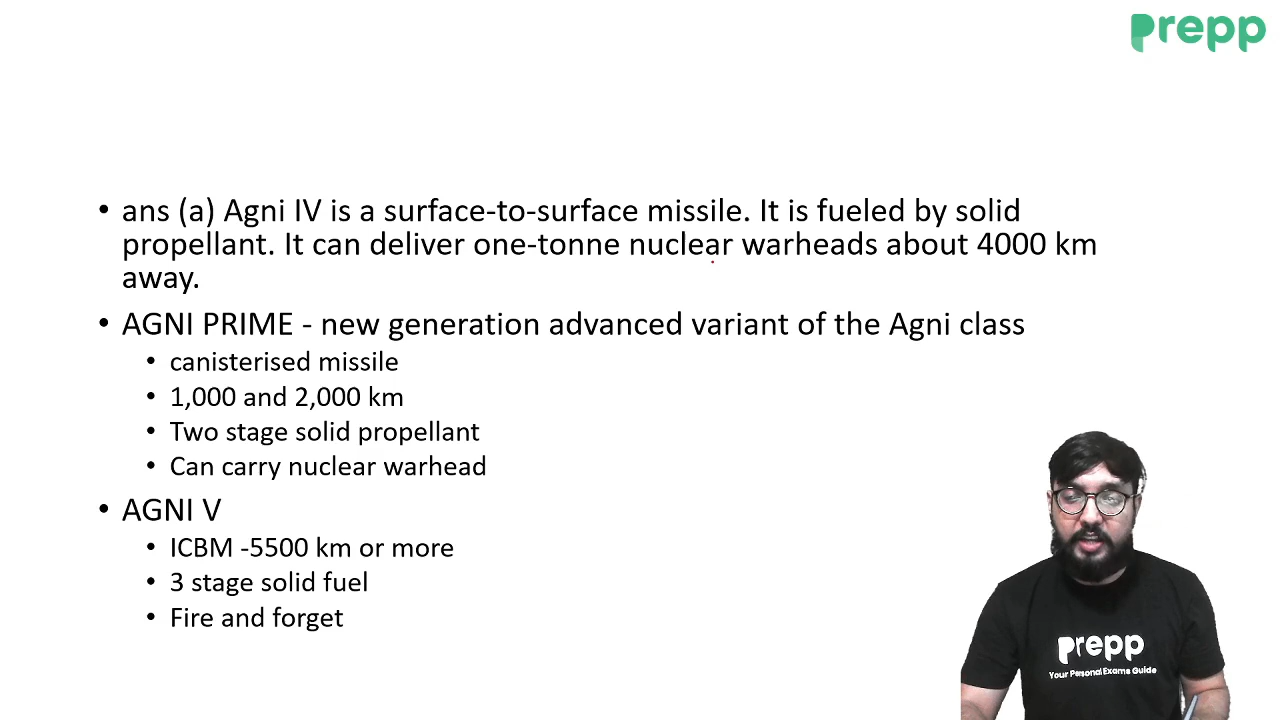 prepp
• ans (a) Agni IV is a surface-to-surface missile. It is fueled by solid
propellant. It can deliver one-tonne nuclear warheads about 4000 km
away.
• AGNI PRIME - new generation advanced variant of the Agni class
• canisterised missile
• 1,000 and 2,000 km
• Two stage solid propellant
• Can carry nuclear warhead
• AGNI V
• ICBM -5500 km or more
• 3 stage solid fuel
• Fire and forget
prepp
Your Personal Exams Guide